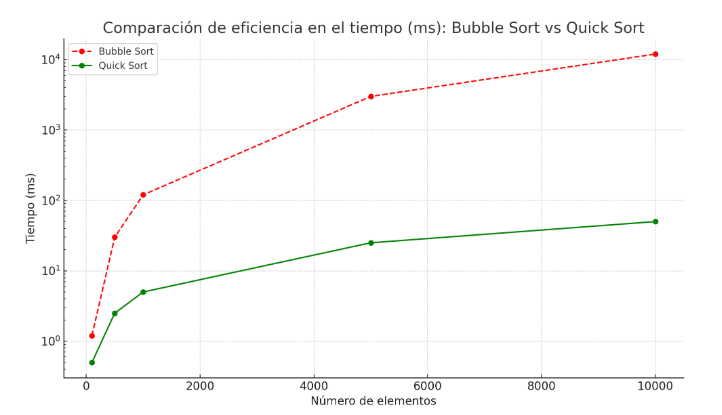 Comparación de eficiencia en el tiempo (ms): Bubble Sort vs Quick Sort
Bubble Sort
Quick Sort
Tiempo (ms)
10⁴
10³
10²
10¹
10⁰
0 2000 4000 6000 8000 10000
Número de elementos